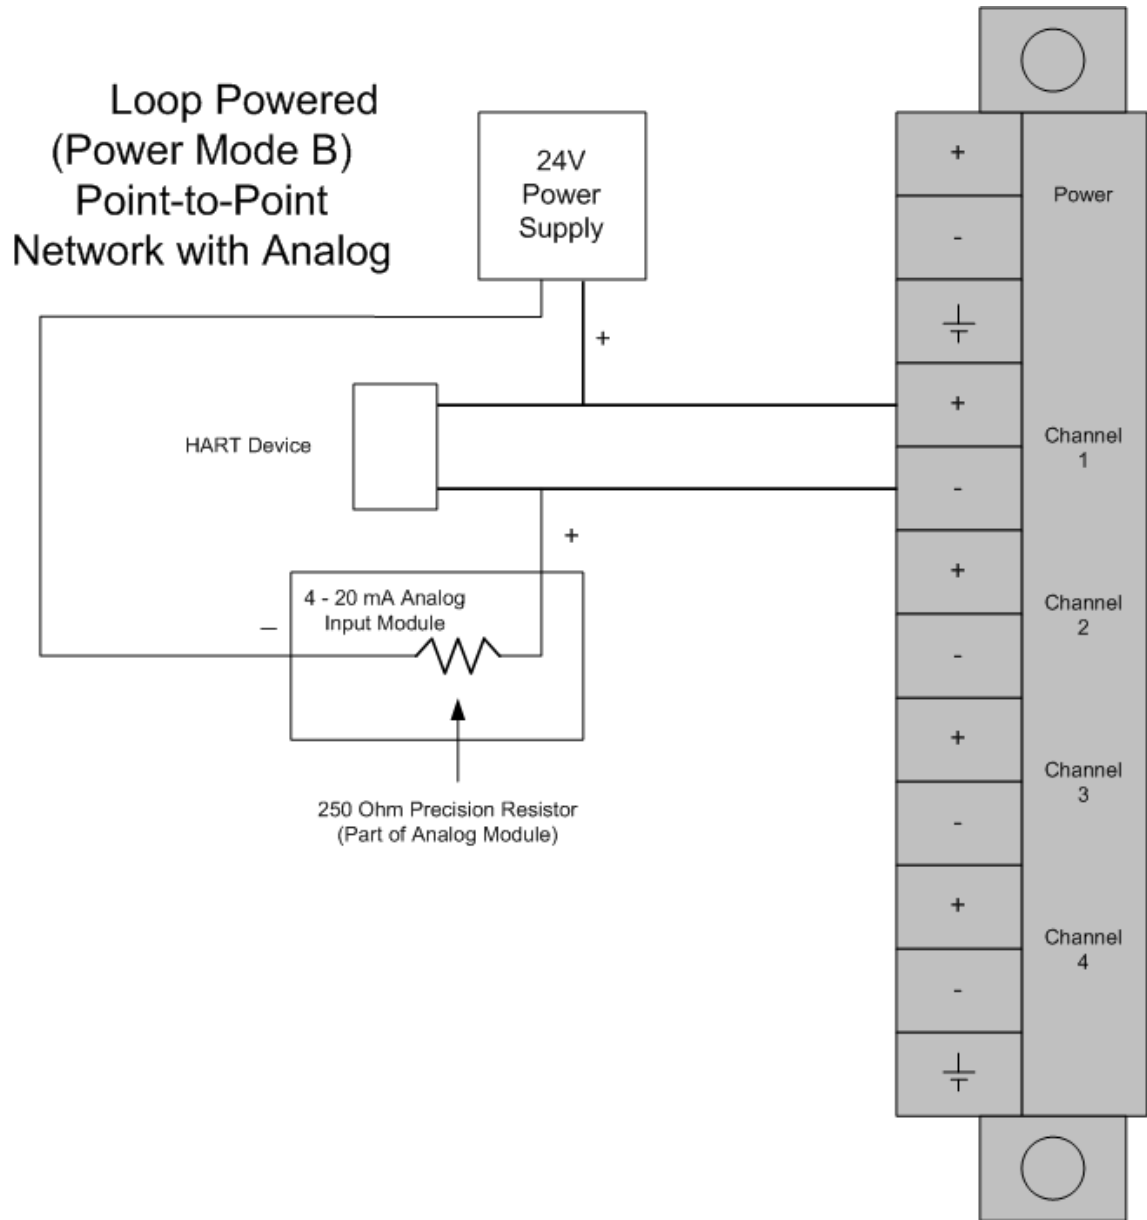 Loop Powered
(Power Mode B)
Point-to-Point
Network with Analog
24V
Power
Supply
+
HART Device
+
4 - 20 mA Analog
Input Module
–
250 Ohm Precision Resistor
(Part of Analog Module)
+
-
Power
+
-
Channel
1
+
-
Channel
2
+
-
Channel
3
+
-
Channel
4